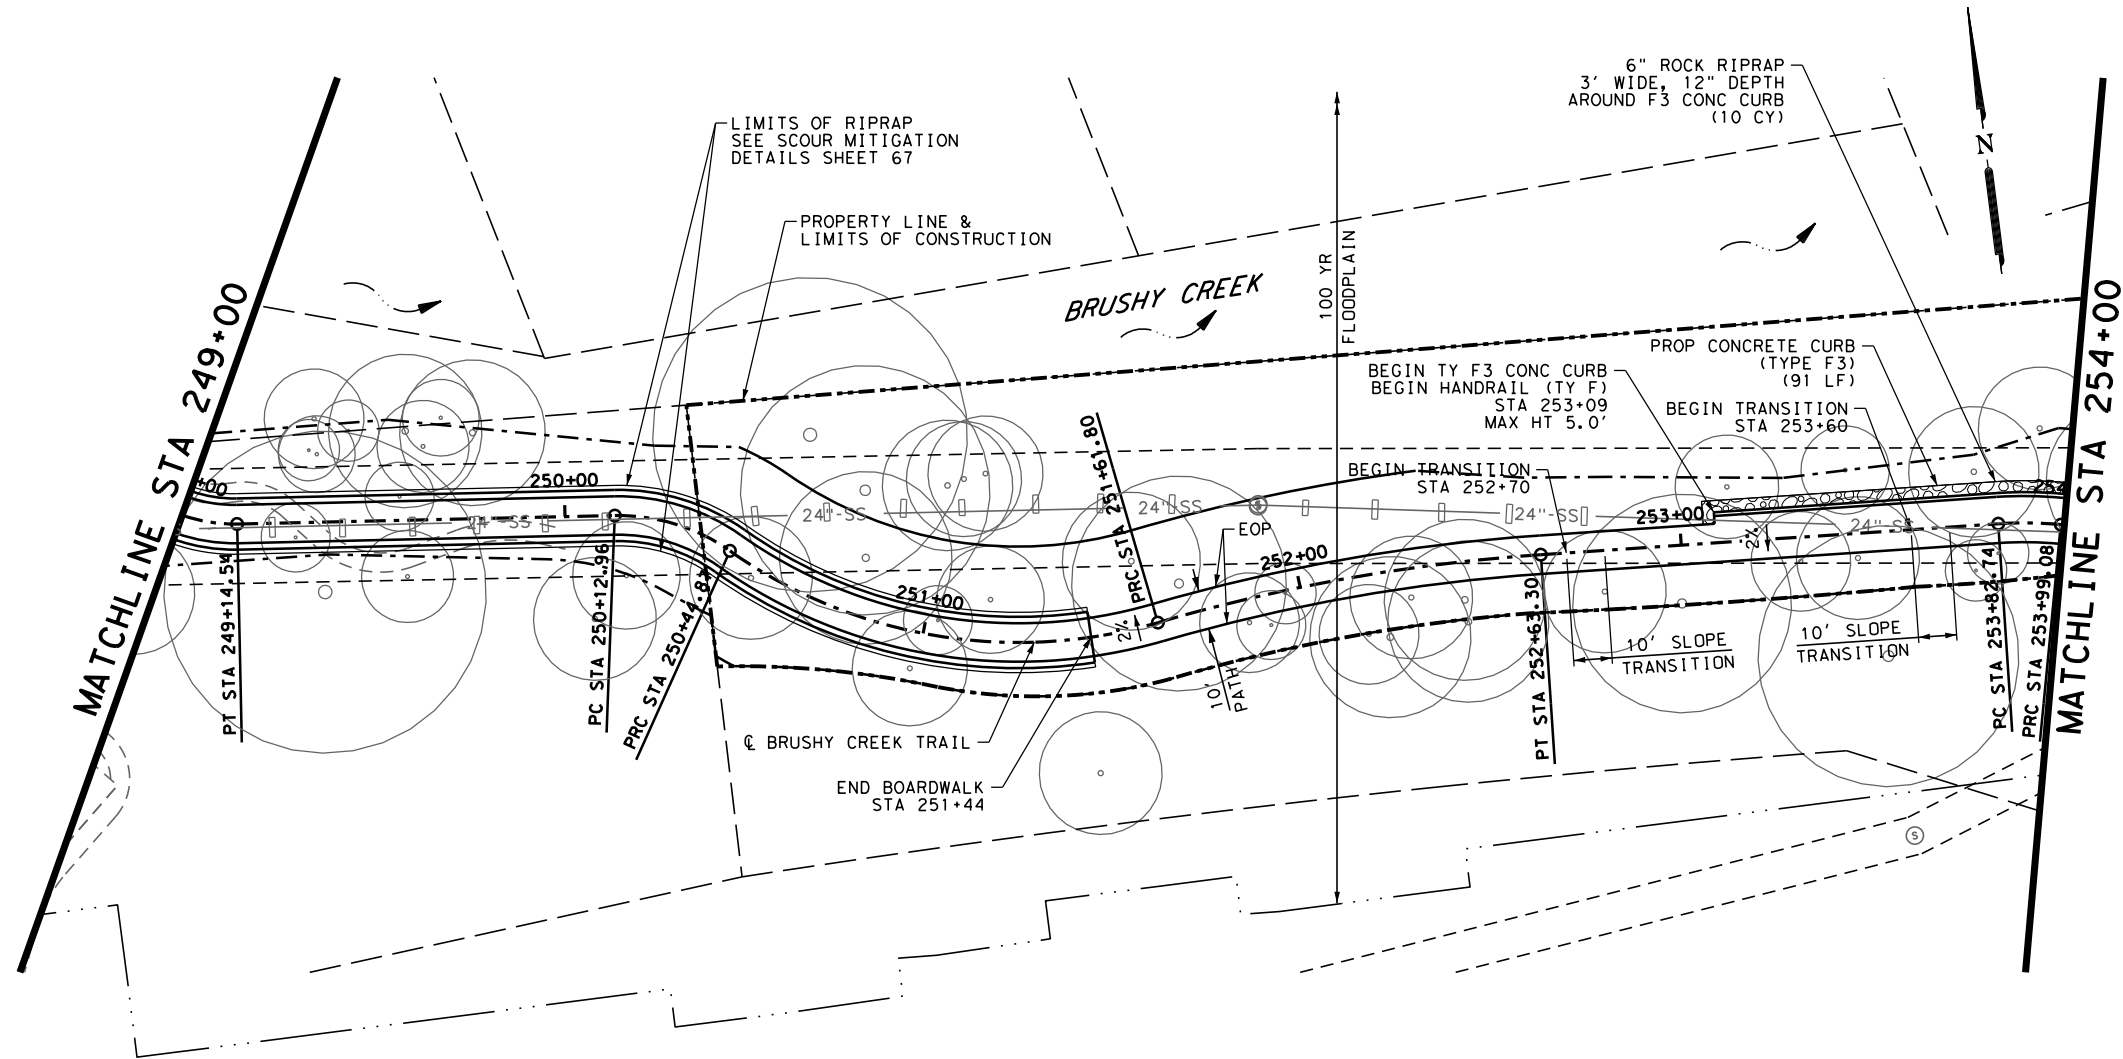 6" ROCK RIPRAP
3' WIDE, 12" DEPTH
AROUND F3 CONC CURB
(10 CY)
LIMITS OF RIPRAP
SEE SCOUR MITIGATION
DETAILS SHEET 67
N
PROPERTY LINE &
LIMITS OF CONSTRUCTION
BRUSHY CREEK
100 YR
FLOODPLAIN
MATCHLINE STA 249+00
MATCHLINE STA 254+00
PROP CONCRETE CURB
(TYPE F3)
(91 LF)
BEGIN TY F3 CONC CURB
BEGIN HANDRAIL (TY F)
STA 253+09
MAX HT 5.0'
BEGIN TRANSITION
STA 253+60
BEGIN TRANSITION
STA 252+70
+00
250+00
251+00
252+00
253+00
254
24"-SS
24"-SS
24"-SS
24"-SS
24"-SS
EOP
2%
2%
PT STA 249+14.54
PC STA 250+12.96
PRC STA 250+44.8
PRC STA 251+61.80
PT STA 252+63.30
PC STA 253+82.74
PRC STA 253+99.08
10'
PATH
10' SLOPE
TRANSITION
10' SLOPE
TRANSITION
℄ BRUSHY CREEK TRAIL
END BOARDWALK
STA 251+44
S